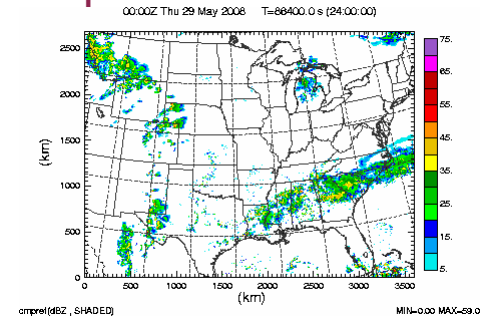 00:00Z Thu 29 May 2008 T=86400.0 s (24:00:00)
2500
2000
1500
1000
500
0
(km)
0 500 1000 1500 2000 2500 3000 3500
(km)
75.
65.
55.
45.
35.
25.
15.
5.
cmpref(dBZ, SHADED)
MIN=0.00 MAX=59.0